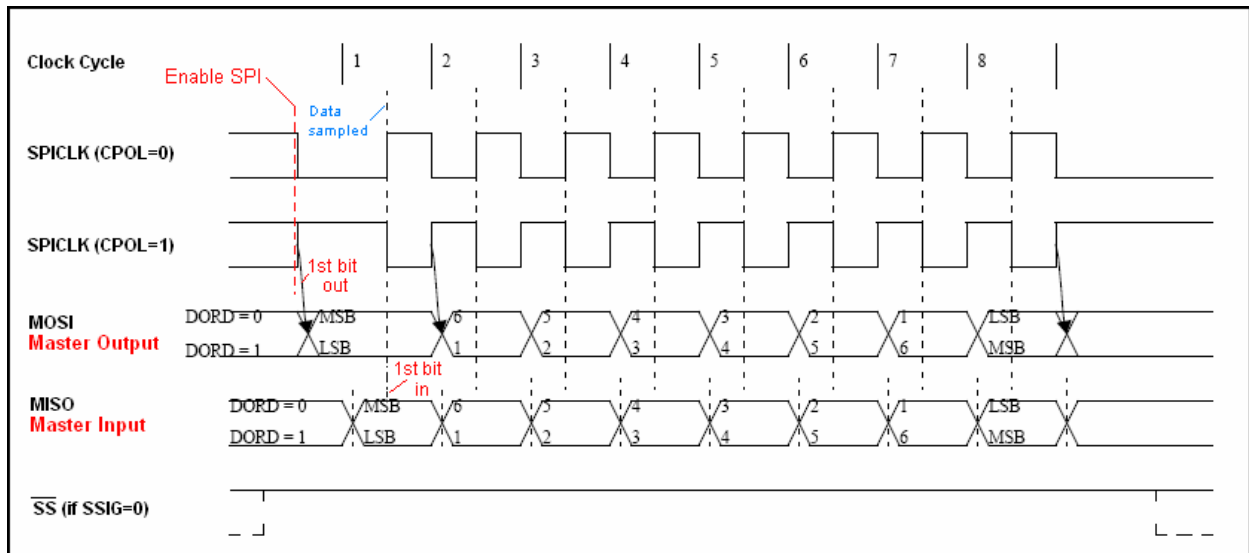 Clock Cycle 1 2 3 4 5 6 7 8
Enable SPI
Data
sampled
SPICLK (CPOL=0)
SPICLK (CPOL=1)
1st bit
out
MOSI
Master Output
DORD = 0 MSB 6 5 4 3 2 1 LSB
DORD = 1 LSB 1 2 3 4 5 6 MSB
1st bit
in
MISO
Master Input
DORD = 0 MSB 6 5 4 3 2 1 LSB
DORD = 1 LSB 1 2 3 4 5 6 MSB
S̅S̅ (if SSIG=0)